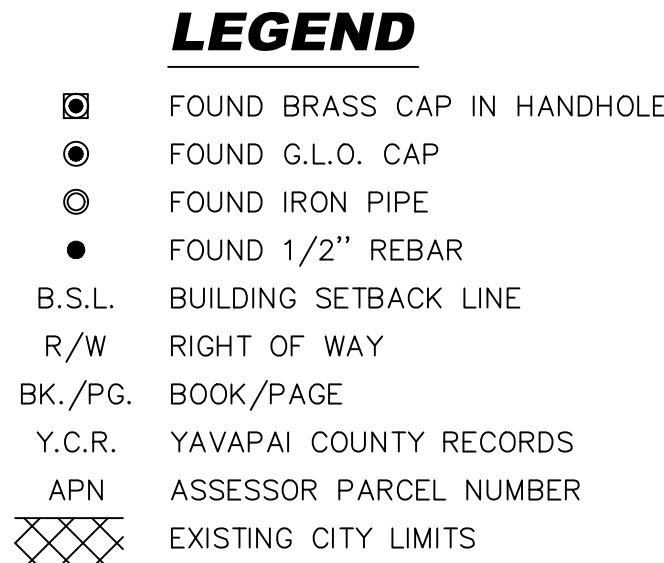 LEGEND
FOUND BRASS CAP IN HANDHOLE
FOUND G.L.O. CAP
FOUND IRON PIPE
FOUND 1/2'' REBAR
B.S.L. BUILDING SETBACK LINE
R/W RIGHT OF WAY
BK./PG. BOOK/PAGE
Y.C.R. YAVAPAI COUNTY RECORDS
APN ASSESSOR PARCEL NUMBER
EXISTING CITY LIMITS